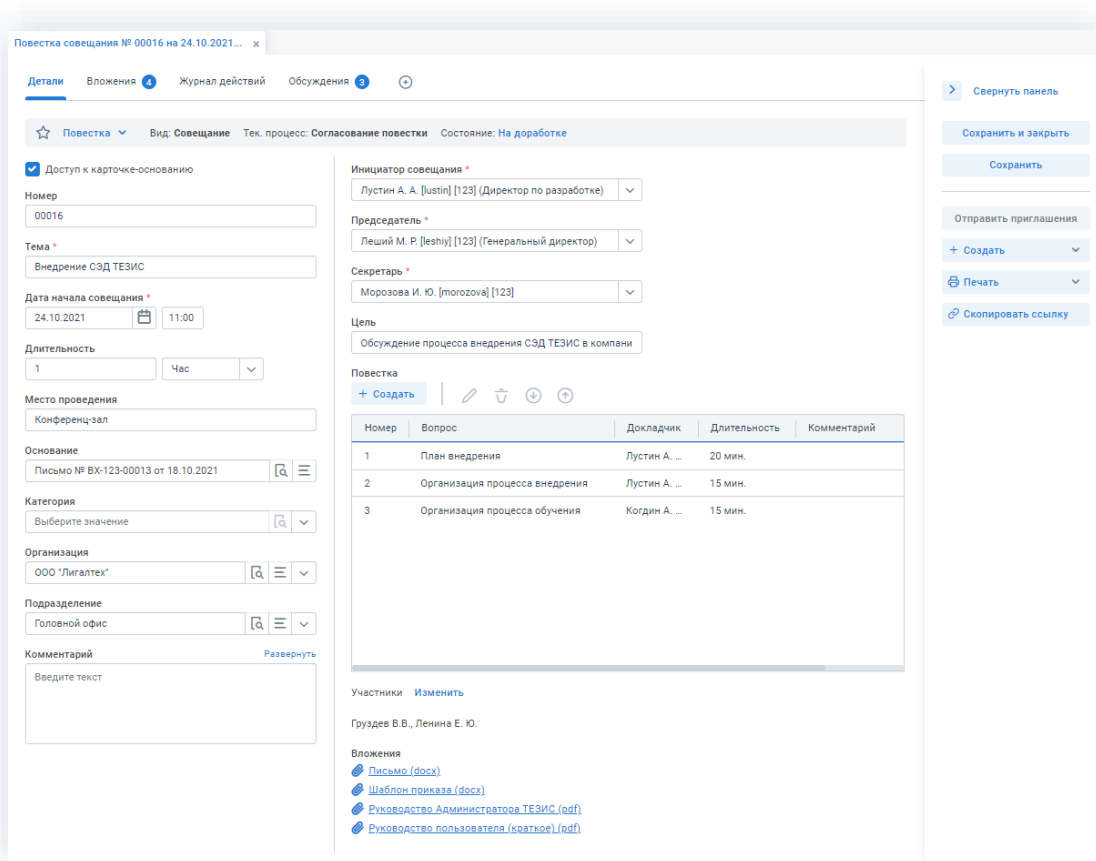 Повестка совещания № 00016 на 24.10.2021... x
Детали Вложения 4 Журнал действий Обсуждения 3
Повестка Вид: Совещание Тек. процесс: Согласование повестки Состояние: На доработке
Доступ к карточке-основанию
Номер
00016
Тема *
Внедрение СЭД ТЕЗИС
Дата начала совещания *
24.10.2021 11:00
Длительность
1 Час
Место проведения
Конференц-зал
Основание
Письмо № ВХ-123-00013 от 18.10.2021
Категория
Выберите значение
Организация
ООО "Лигалтех"
Подразделение
Головной офис
Комментарий Развернуть
Введите текст
Инициатор совещания *
Лустин А. А. [lustin] [123] (Директор по разработке)
Председатель *
Леший М. Р. [leshiy] [123] (Генеральный директор)
Секретарь *
Морозова И. Ю. [morozova] [123]
Цель
Обсуждение процесса внедрения СЭД ТЕЗИС в компани
Повестка
+ Создать
Номер Вопрос Докладчик Длительность Комментарий
1 План внедрения Лустин А. ... 20 мин.
2 Организация процесса внедрения Лустин А. ... 15 мин.
3 Организация процесса обучения Когдин А. ... 15 мин.
Участники Изменить
Груздев В.В., Ленина Е. Ю.
Вложения
Письмо (docx)
Шаблон приказа (docx)
Руководство Администратора ТЕЗИС (pdf)
Руководство пользователя (краткое) (pdf)
Свернуть панель
Сохранить и закрыть
Сохранить
Отправить приглашения
+ Создать
Печать
Скопировать ссылку